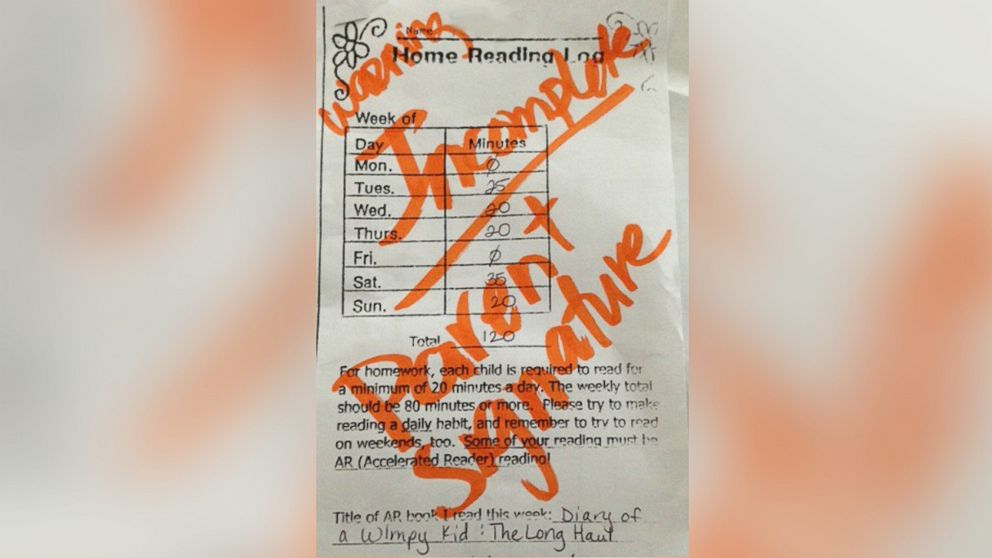 Warning
Name
Home Reading Log
Incomplete
Week of
Day Minutes
Mon. 0
Tues. 25
Wed. 20
Thurs. 20
Fri. 0
Sat. 35
Sun. 20
Total 120
Parent
Signature
For homework, each child is required to read for
a minimum of 20 minutes a day. The weekly total
should be 80 minutes or more. Please try to make
reading a daily habit, and remember to try to read
on weekends, too. Some of your reading must be
AR (Accelerated Reader) reading!
Title of AR book I read this week: Diary of
a Wimpy Kid : The Long Haul